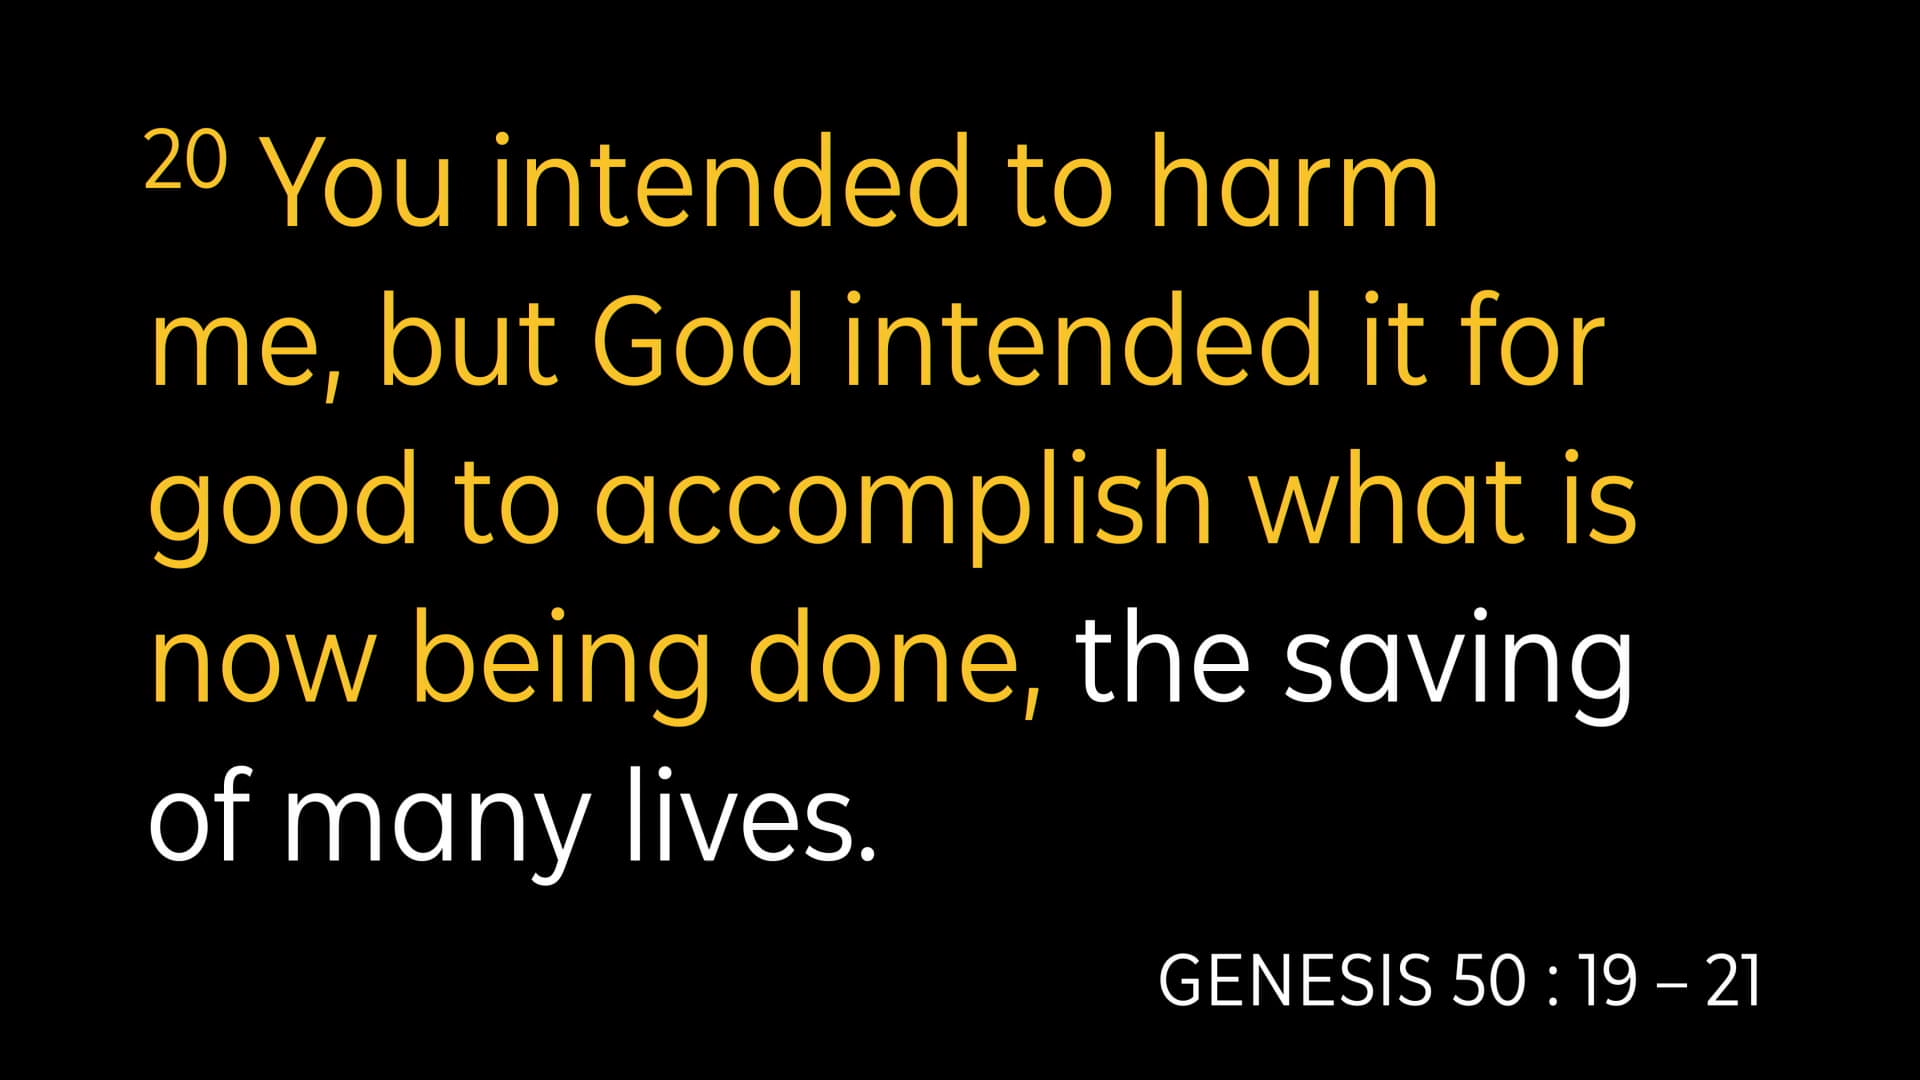 20 You intended to harm
me, but God intended it for
good to accomplish what is
now being done, the saving
of many lives.
GENESIS 50 : 19 – 21